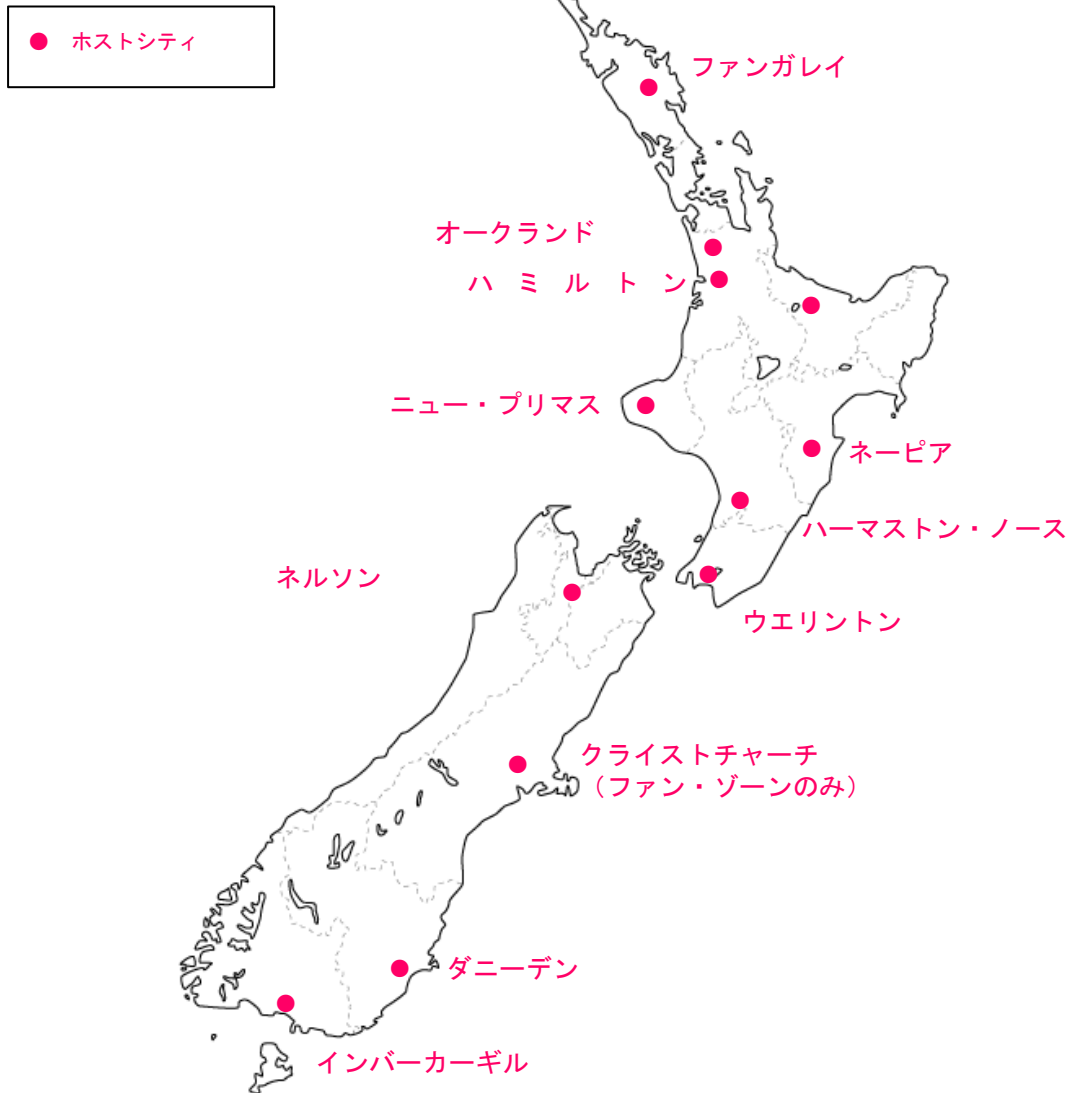 ホストシティ
ファンガレイ
オークランド
ハミルトン
ニュー・プリマス
ネーピア
ハーマストン・ノース
ネルソン
ウエリントン
クライストチャーチ
（ファン・ゾーンのみ）
ダニーデン
インバーカーギル